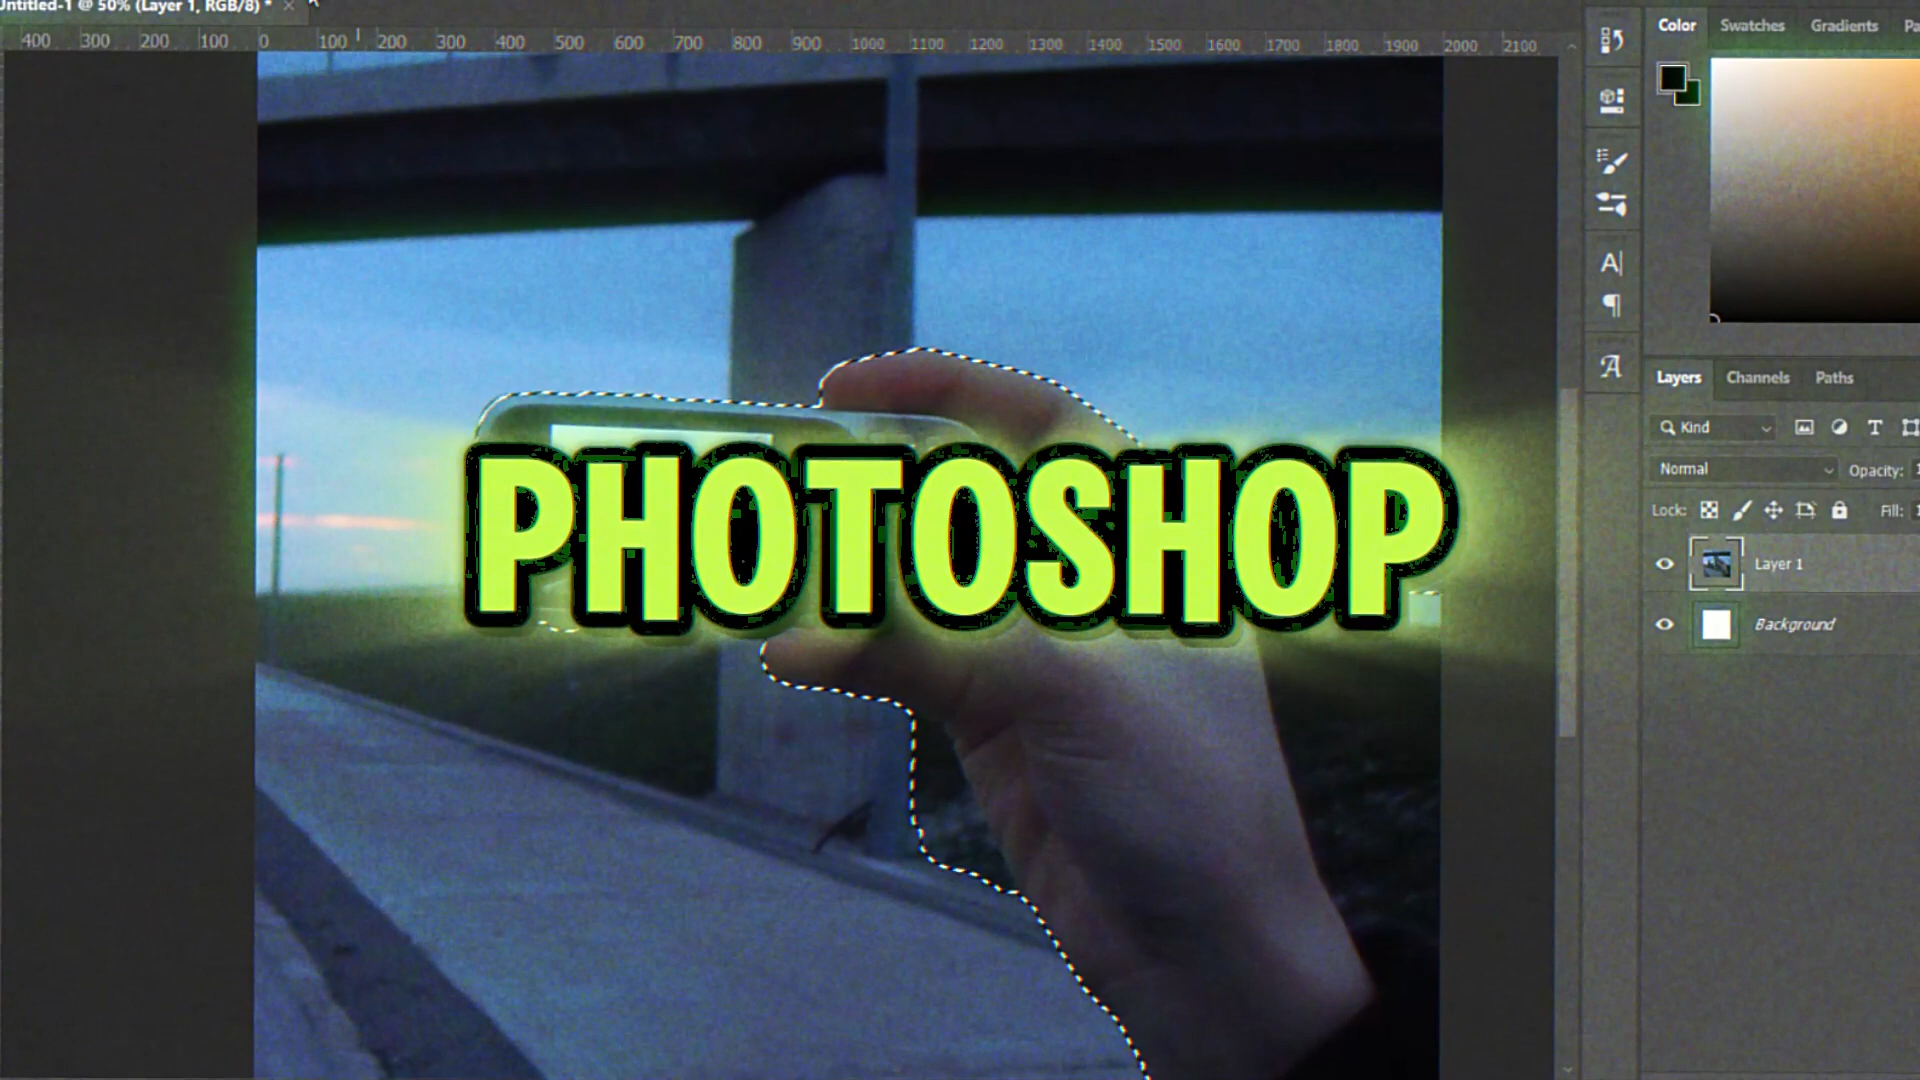 Untitled-1 @ 50% (Layer 1, RGB/8) *
400 300 200 100 0 100 200 300 400 500 600 700 800 900 1000 1100 1200 1300 1400 1500 1600 1700 1800 1900 2000 2100
Color Swatches Gradients
Layers Channels Paths
Kind
Normal Opacity:
Lock: Fill:
Layer 1
Background
PHOTOSHOP